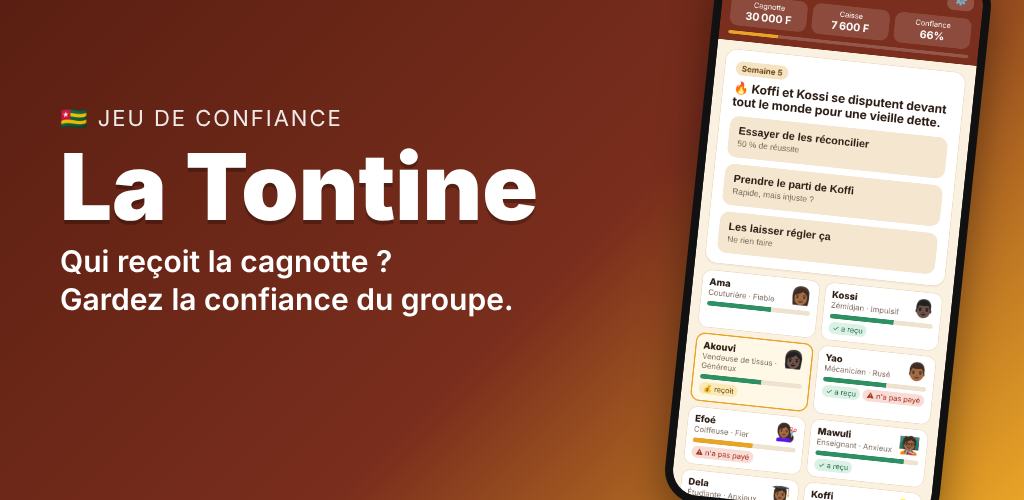 JEU DE CONFIANCE
La Tontine
Qui reçoit la cagnotte ?
Gardez la confiance du groupe.
Cagnotte
30 000 F
Caisse
7 600 F
Confiance
66%
Semaine 5
🔥 Koffi et Kossi se disputent devant
tout le monde pour une vieille dette.
Essayer de les réconcilier
50 % de réussite
Prendre le parti de Koffi
Rapide, mais injuste ?
Les laisser régler ça
Ne rien faire
Ama
Couturière · Fiable
Kossi
Zémidjan · Impulsif
✓ a reçu
Akouvi
Vendeuse de tissus ·
Généreux
💰 reçoit
Yao
Mécanicien · Rusé
✓ a reçu
⚠ n'a pas payé
Efoé
Coiffeuse · Fier
⚠ n'a pas payé
Mawuli
Enseignant · Anxieux
✓ a reçu
Dela
Étudiante · Anxieux
Koffi